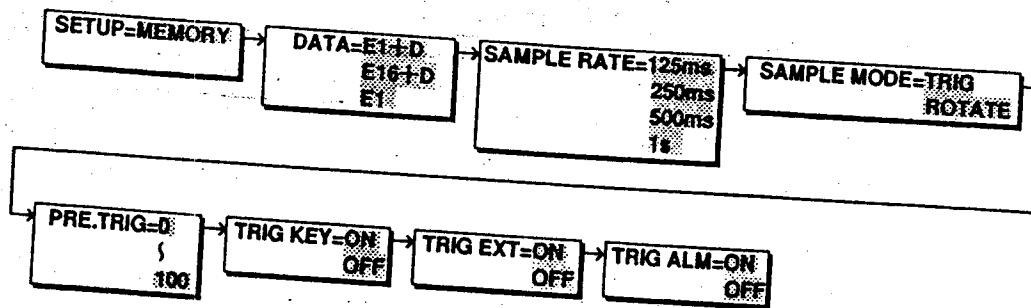 SETUP=MEMORY
DATA=E1+D
E16+D
E1
SAMPLE RATE=125ms
250ms
500ms
1s
SAMPLE MODE=TRIG
ROTATE
PRE.TRIG=0
∫
100
TRIG KEY=ON
OFF
TRIG EXT=ON
OFF
TRIG ALM=ON
OFF